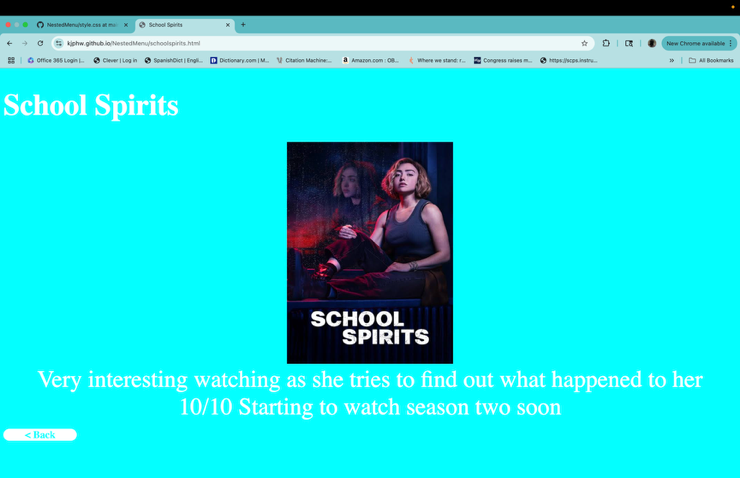 NestedMenu/style.css at mai
School Spirits
kjphw.github.io/NestedMenu/schoolspirits.html
New Chrome available
Office 365 Login |...
Clever | Log in
SpanishDict | Engli...
Dictionary.com | M...
Citation Machine:...
Amazon.com : OB...
Where we stand: r...
Congress raises m...
https://scps.instru...
All Bookmarks
School Spirits
SCHOOL
SPIRITS
Very interesting watching as she tries to find out what happened to her
10/10 Starting to watch season two soon
< Back